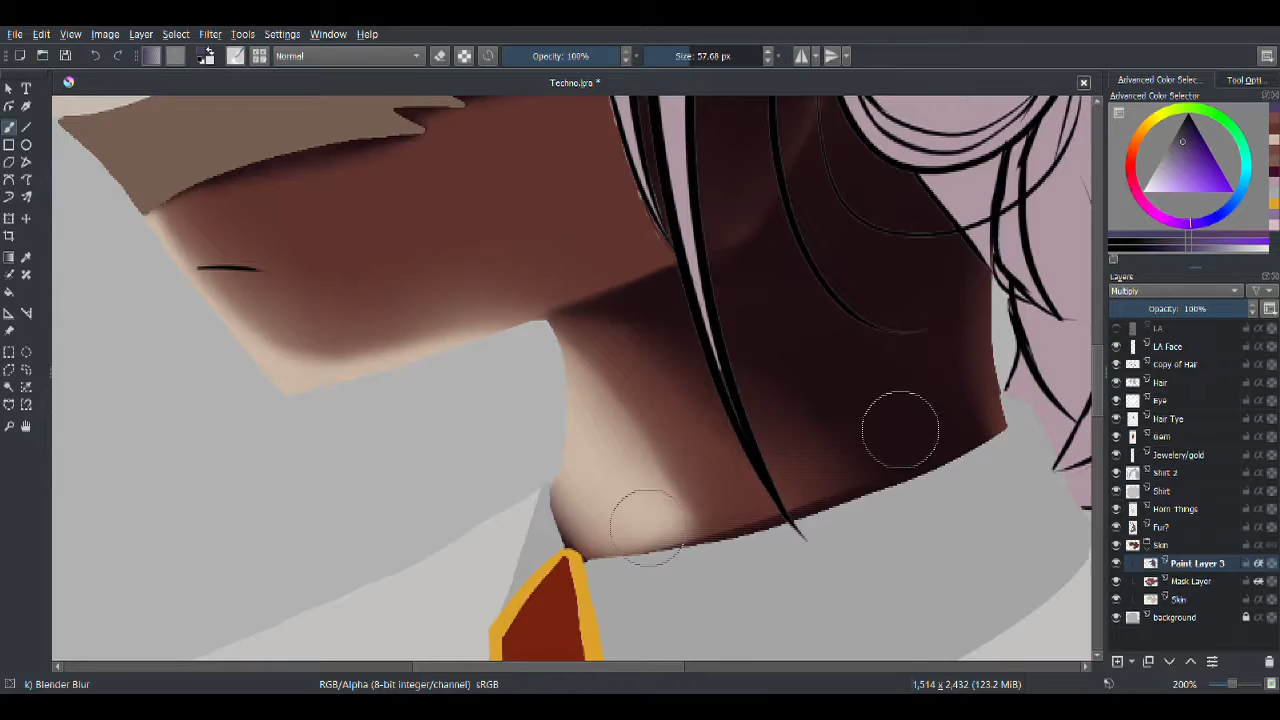 File Edit View Image Layer Select Filter Tools Settings Window Help
Normal Opacity: 100% Size: 57.68 px
Techno.kra *
Advanced Color Selec... Tool Opti...
Advanced Color Selector
Layers
Multiply
Opacity: 100%
LA
LA Face
Copy of Hair
Hair
Eye
Hair Tye
Gem
Jewelery/gold
Shirt 2
Shirt
Horn Things
Fur?
Skin
Paint Layer 3
Mask Layer
Skin
background
k) Blender Blur RGB/Alpha (8-bit integer/channel) sRGB 1,514 x 2,432 (123.2 MiB) 200%